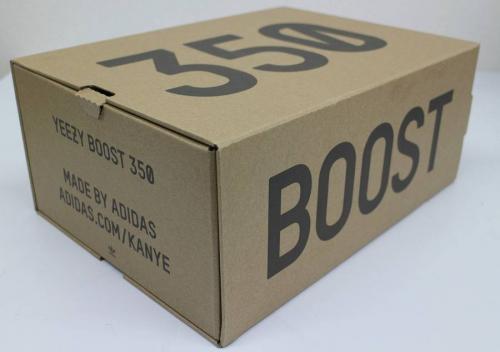 350
YEEZY BOOST 350
MADE BY ADIDAS
ADIDAS.COM/KANYE
BOOST